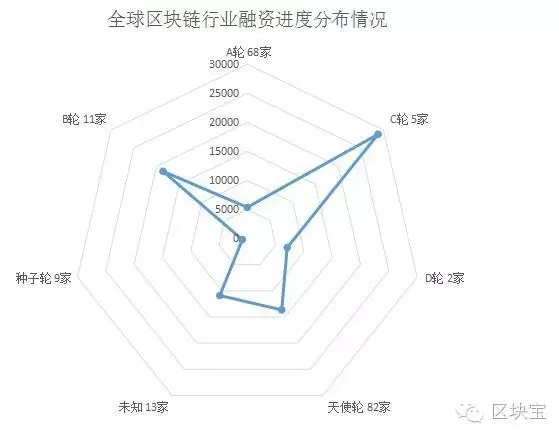 全球区块链行业融资进度分布情况
A轮 68家
30000
25000
20000
15000
10000
5000
0
B轮 11家
C轮 5家
种子轮 9家
D轮 2家
未知 13家
天使轮 82家
区块宝